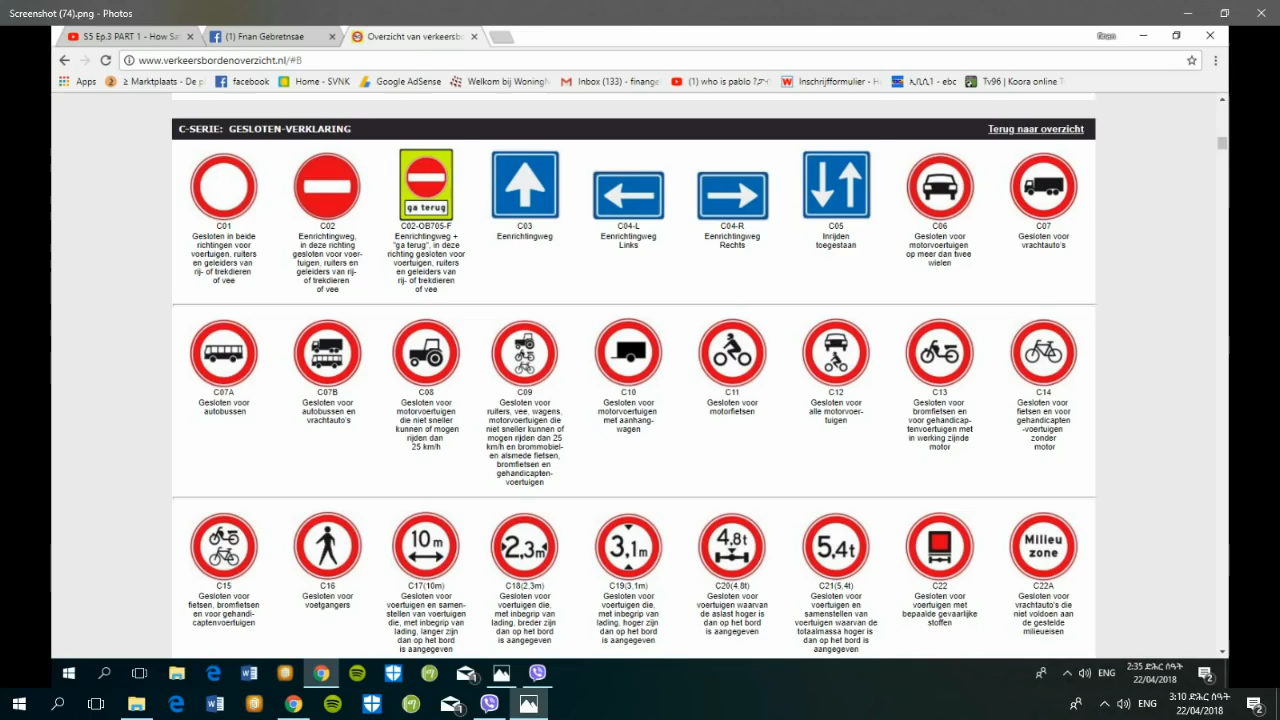 Screenshot (74).png - Photos
S5 Ep.3 PART 1 - How Sa
(1) Fnan Gebretnsae
Overzicht van verkeersbo
www.verkeersbordenoverzicht.nl/#B
Apps
2 Marktplaats - De p
facebook
Home - SVNK
Google AdSense
Welkom bij Woning
Inbox (133) - finange
(1) who is pablo
Inschrijfformulier - H
ebc
Tv96 | Koora online T
C-SERIE: GESLOTEN-VERKLARING
Terug naar overzicht
ga terug
C01
Gesloten in beide
richtingen voor
voertuigen, ruiters
en geleiders van
rij- of trekdieren
of vee
C02
Eenrichtingweg,
in deze richting
gesloten voor voer-
tuigen, ruiters en
geleiders van
rij- of trekdieren
of vee
C02-OB705-F
Eenrichtingweg +
"ga terug", in deze
richting gesloten voor
voertuigen, ruiters
en geleiders van
rij- of trekdieren
of vee
C03
Eenrichtingweg
C04-L
Eenrichtingweg
Links
C04-R
Eenrichtingweg
Rechts
C05
Inrijden
toegestaan
C06
Gesloten voor
motorvoertuigen
op meer dan twee
wielen
C07
Gesloten voor
vrachtauto's
C07A
Gesloten voor
autobussen
C07B
Gesloten voor
autobussen en
vrachtauto's
C08
Gesloten voor
motorvoertuigen
die niet sneller
kunnen of mogen
rijden dan
25 km/h
C09
Gesloten voor
ruiters, vee, wagens,
motorvoertuigen die
niet sneller kunnen of
mogen rijden dan 25
km/h en brommobiel-
en alsmede fietsen,
bromfietsen en
gehandicapten-
voertuigen
C10
Gesloten voor
motorvoertuigen
met aanhang-
wagen
C11
Gesloten voor
motorfietsen
C12
Gesloten voor
alle motorvoer-
tuigen
C13
Gesloten voor
bromfietsen en
voor gehandicap-
tenvoertuigen met
in werking zijnde
motor
C14
Gesloten voor
fietsen en voor
gehandicapten
-voertuigen
zonder
motor
10m
2,3m
3,1m
4,8t
5,4t
Milieu
zone
C15
Gesloten voor
fietsen, bromfietsen
en voor gehandi-
captenvoertuigen
C16
Gesloten voor
voetgangers
C17(10m)
Gesloten voor
voertuigen en samen-
stellen van voertuigen
die, met inbegrip van
lading, langer zijn
dan op het bord
is aangegeven
C18(2,3m)
Gesloten voor
voertuigen die,
met inbegrip van
lading, breder zijn
dan op het bord
is aangegeven
C19(3,1m)
Gesloten voor
voertuigen die,
met inbegrip van
lading, hoger zijn
dan op het bord
is aangegeven
C20(4,8t)
Gesloten voor
voertuigen waarvan
de aslast hoger is
dan op het bord
is aangegeven
C21(5,4t)
Gesloten voor
voertuigen en
samenstellen van
voertuigen waarvan de
totaalmassa hoger is
dan op het bord is
aangegeven
C22
Gesloten voor
voertuigen met
bepaalde gevaarlijke
stoffen
C22A
Gesloten voor
vrachtauto's die
niet voldoen aan
de gestelde
milieueisen
ENG
2:35 ድሕር ሰዓት
22/04/2018
2
ENG
3:10 ድሕር ሰዓት
22/04/2018
2